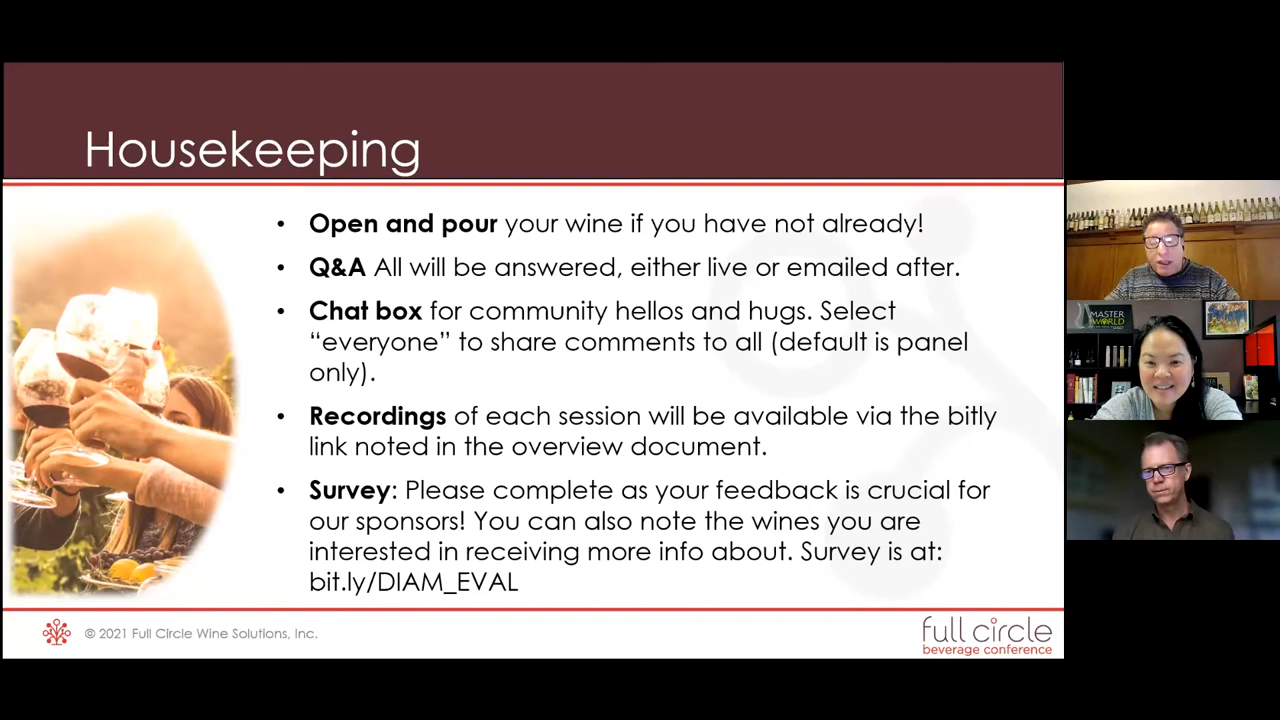 Housekeeping
• Open and pour your wine if you have not already!
• Q&A All will be answered, either live or emailed after.
• Chat box for community hellos and hugs. Select
“everyone” to share comments to all (default is panel
only).
• Recordings of each session will be available via the bitly
link noted in the overview document.
• Survey: Please complete as your feedback is crucial for
our sponsors! You can also note the wines you are
interested in receiving more info about. Survey is at:
bit.ly/DIAM_EVAL
© 2021 Full Circle Wine Solutions, Inc.
full circle
beverage conference
MASTER
WORLD